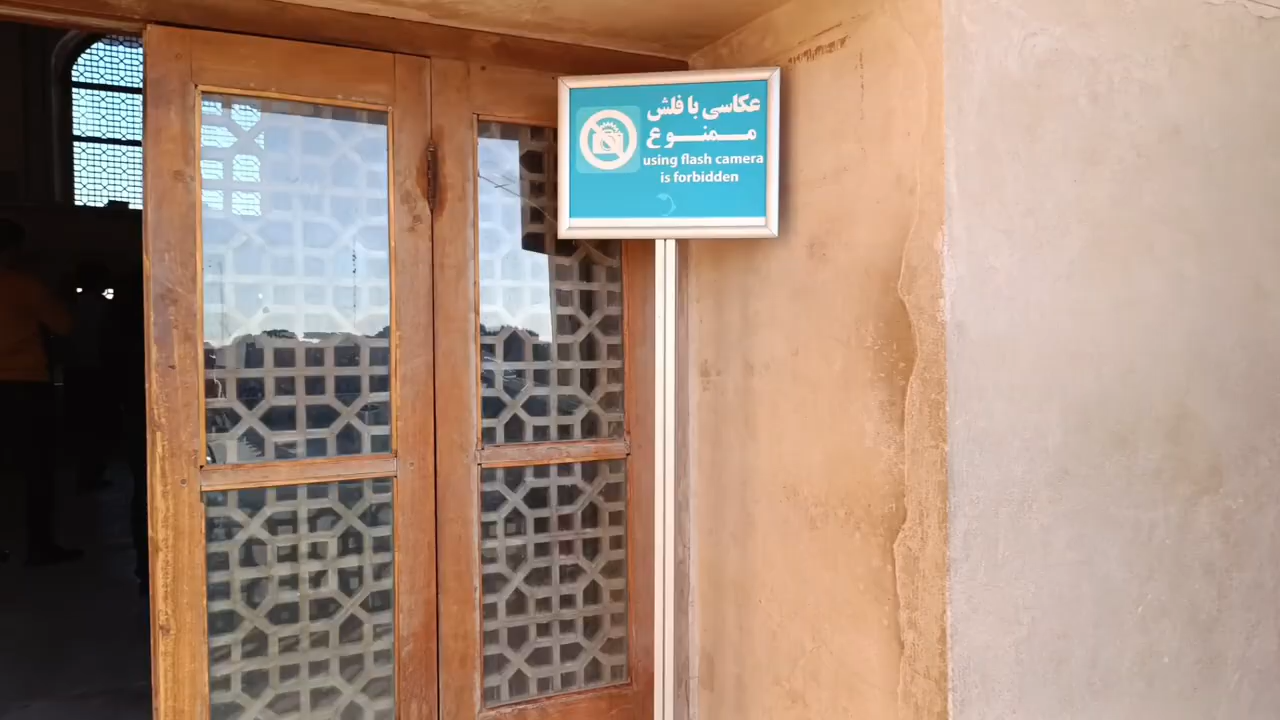 عکاسی با فلش
ممنوع
using flash camera
is forbidden